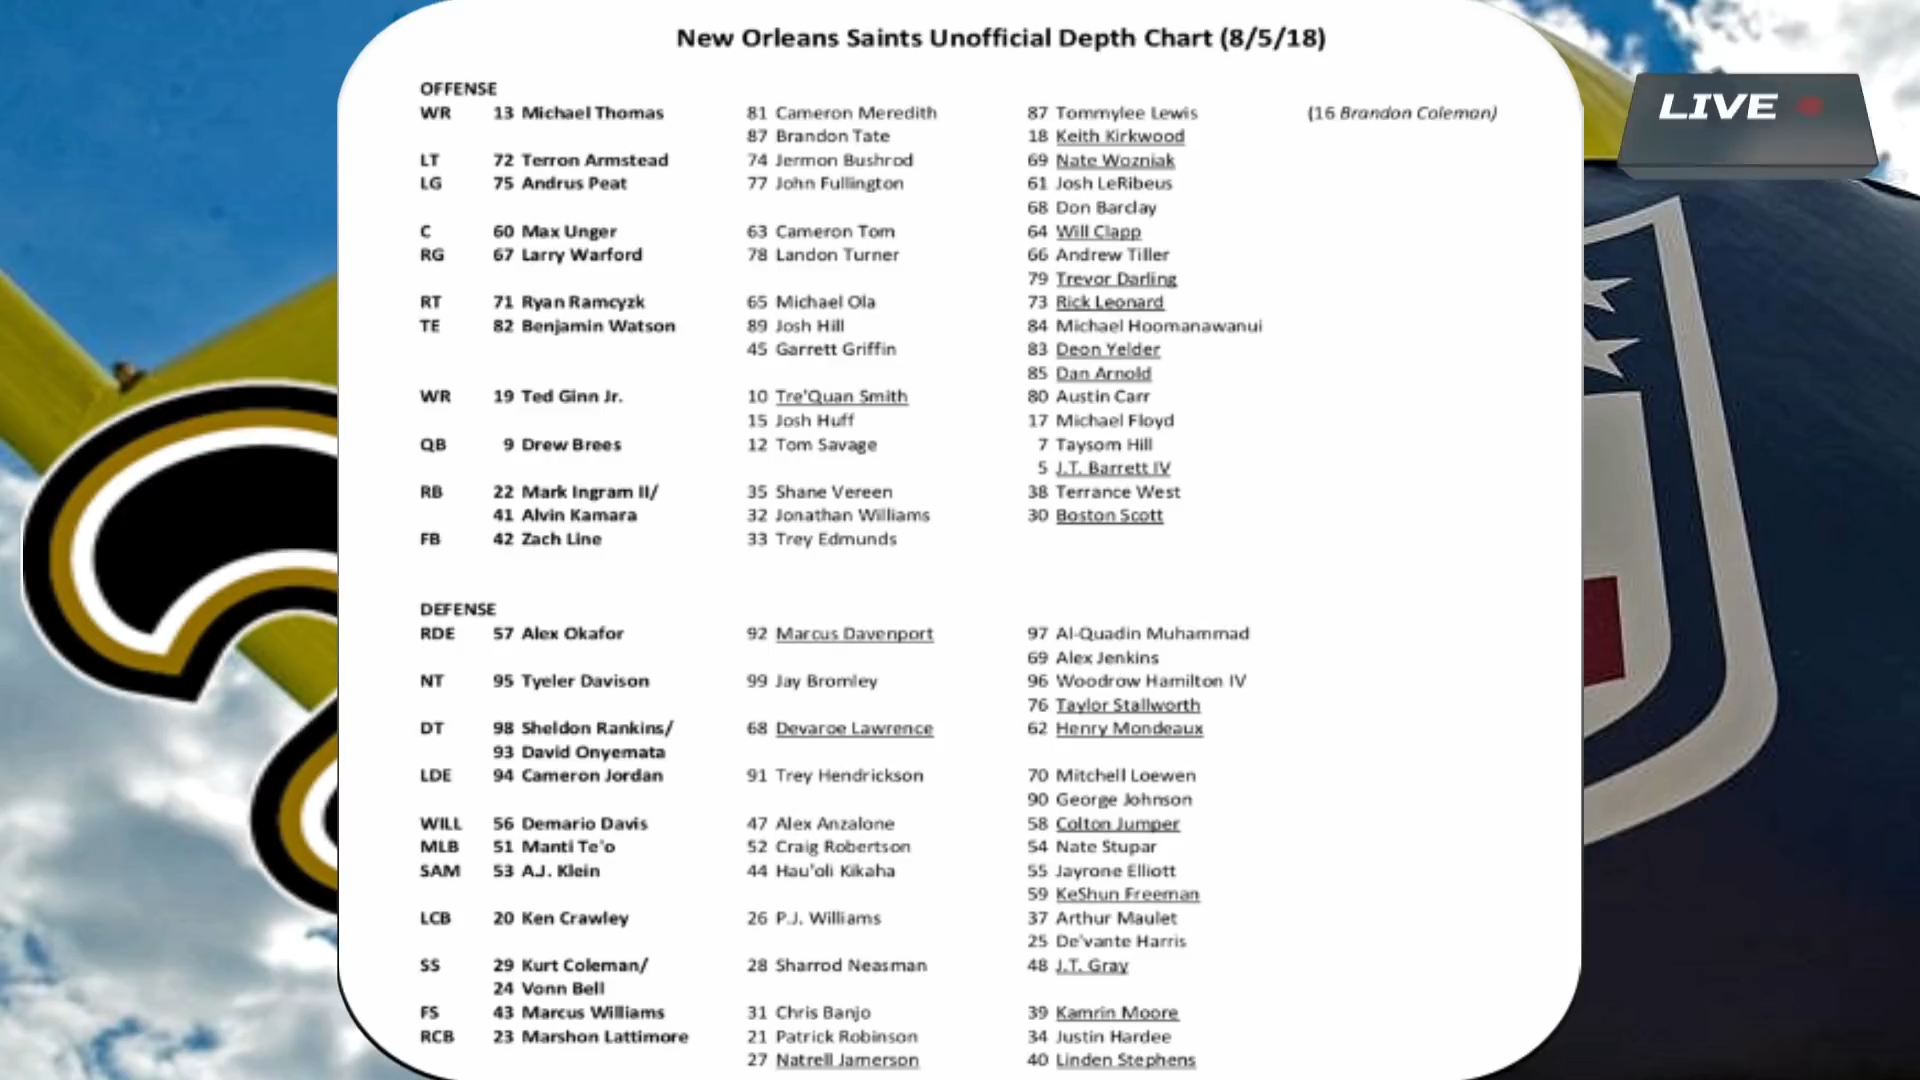 New Orleans Saints Unofficial Depth Chart (8/5/18)
LIVE
OFFENSE
WR 13 Michael Thomas 81 Cameron Meredith 87 Tommylee Lewis (16 Brandon Coleman)
87 Brandon Tate 18 Keith Kirkwood
LT 72 Terron Armstead 74 Jermon Bushrod 69 Nate Wozniak
LG 75 Andrus Peat 77 John Fullington 61 Josh LeRibeus
68 Don Barclay
C 60 Max Unger 63 Cameron Tom 64 Will Clapp
RG 67 Larry Warford 78 Landon Turner 66 Andrew Tiller
79 Trevor Darling
RT 71 Ryan Ramcyzk 65 Michael Ola 73 Rick Leonard
TE 82 Benjamin Watson 89 Josh Hill 84 Michael Hoomanawanui
45 Garrett Griffin 83 Deon Yelder
85 Dan Arnold
WR 19 Ted Ginn Jr. 10 Tre'Quan Smith 80 Austin Carr
15 Josh Huff 17 Michael Floyd
QB 9 Drew Brees 12 Tom Savage 7 Taysom Hill
5 J.T. Barrett IV
RB 22 Mark Ingram II/ 35 Shane Vereen 38 Terrance West
41 Alvin Kamara 32 Jonathan Williams 30 Boston Scott
FB 42 Zach Line 33 Trey Edmunds
DEFENSE
RDE 57 Alex Okafor 92 Marcus Davenport 97 Al-Quadin Muhammad
69 Alex Jenkins
NT 95 Tyeler Davison 99 Jay Bromley 96 Woodrow Hamilton IV
76 Taylor Stallworth
DT 98 Sheldon Rankins/ 68 Devaroe Lawrence 62 Henry Mondeaux
93 David Onyemata
LDE 94 Cameron Jordan 91 Trey Hendrickson 70 Mitchell Loewen
90 George Johnson
WILL 56 Demario Davis 47 Alex Anzalone 58 Colton Jumper
MLB 51 Manti Te'o 52 Craig Robertson 54 Nate Stupar
SAM 53 A.J. Klein 44 Hau'oli Kikaha 55 Jayrone Elliott
59 KeShun Freeman
LCB 20 Ken Crawley 26 P.J. Williams 37 Arthur Maulet
25 De'vante Harris
SS 29 Kurt Coleman/ 28 Sharrod Neasman 48 J.T. Gray
24 Vonn Bell
FS 43 Marcus Williams 31 Chris Banjo 39 Kamrin Moore
RCB 23 Marshon Lattimore 21 Patrick Robinson 34 Justin Hardee
27 Natrell Jamerson 40 Linden Stephens